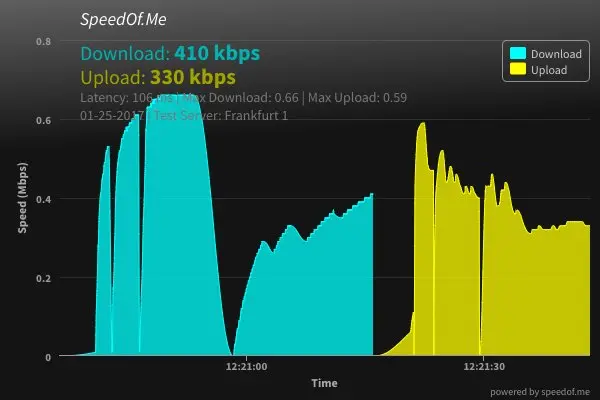 SpeedOf.Me
Download: 410 kbps
Upload: 330 kbps
Latency: 106 ms | Max Download: 0.66 | Max Upload: 0.59
01-25-2017 | Test Server: Frankfurt 1
Download
Upload
0.8
0.6
0.4
0.2
0
Speed (Mbps)
12:21:00
12:21:30
Time
powered by speedof.me